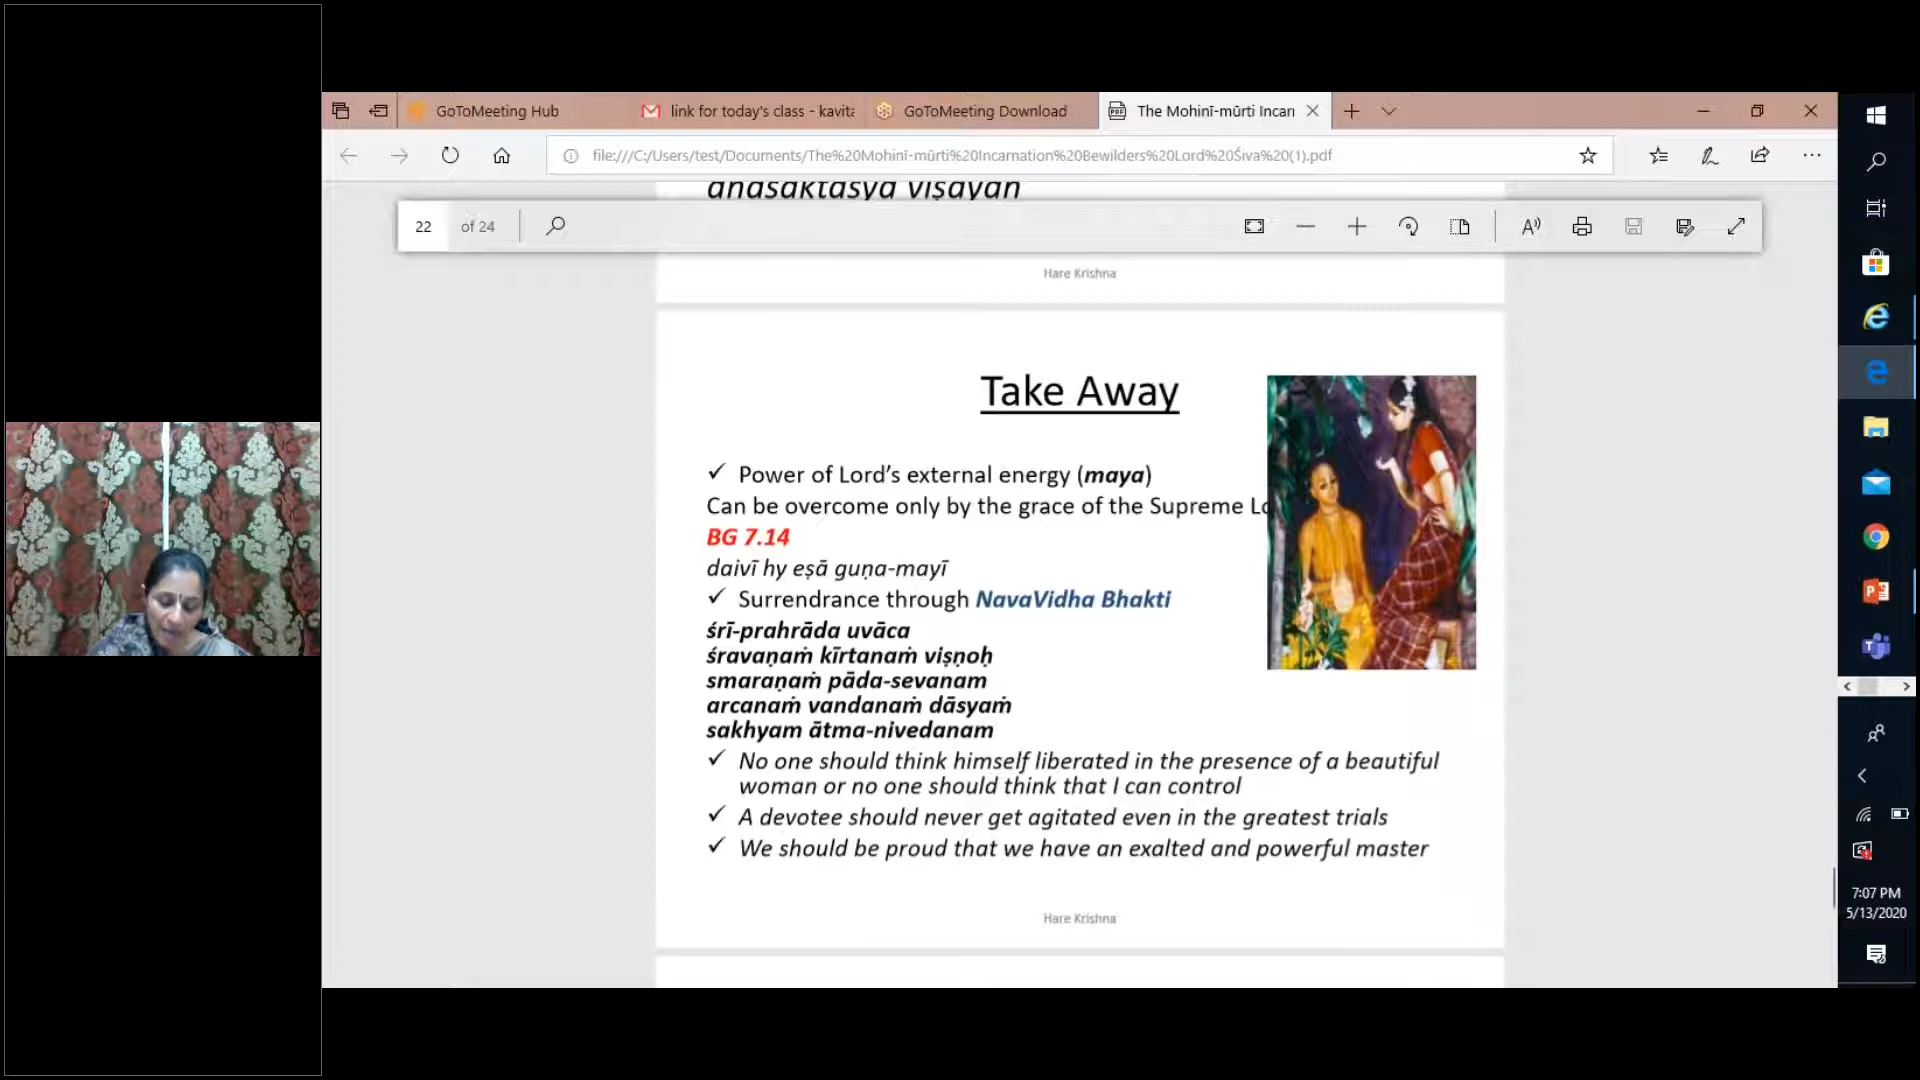 GoToMeeting Hub
link for today's class - kavita
GoToMeeting Download
The Mohinī-mūrti Incarn
file:///C:/Users/test/Documents/The%20Mohinī-mūrti%20Incarnation%20Bewilders%20Lord%20Śiva%20(1).pdf
anāsaktasya viṣayān
22 of 24
Hare Krishna
Take Away
✓ Power of Lord's external energy (maya)
Can be overcome only by the grace of the Supreme Lo
BG 7.14
daivī hy eṣā guṇa-mayī
✓ Surrendrance through NavaVidha Bhakti
śrī-prahrāda uvāca
śravaṇaṁ kīrtanaṁ viṣṇoḥ
smaraṇaṁ pāda-sevanam
arcanaṁ vandanaṁ dāsyaṁ
sakhyam ātma-nivedanam
✓ No one should think himself liberated in the presence of a beautiful
woman or no one should think that I can control
✓ A devotee should never get agitated even in the greatest trials
✓ We should be proud that we have an exalted and powerful master
Hare Krishna
7:07 PM
5/13/2020